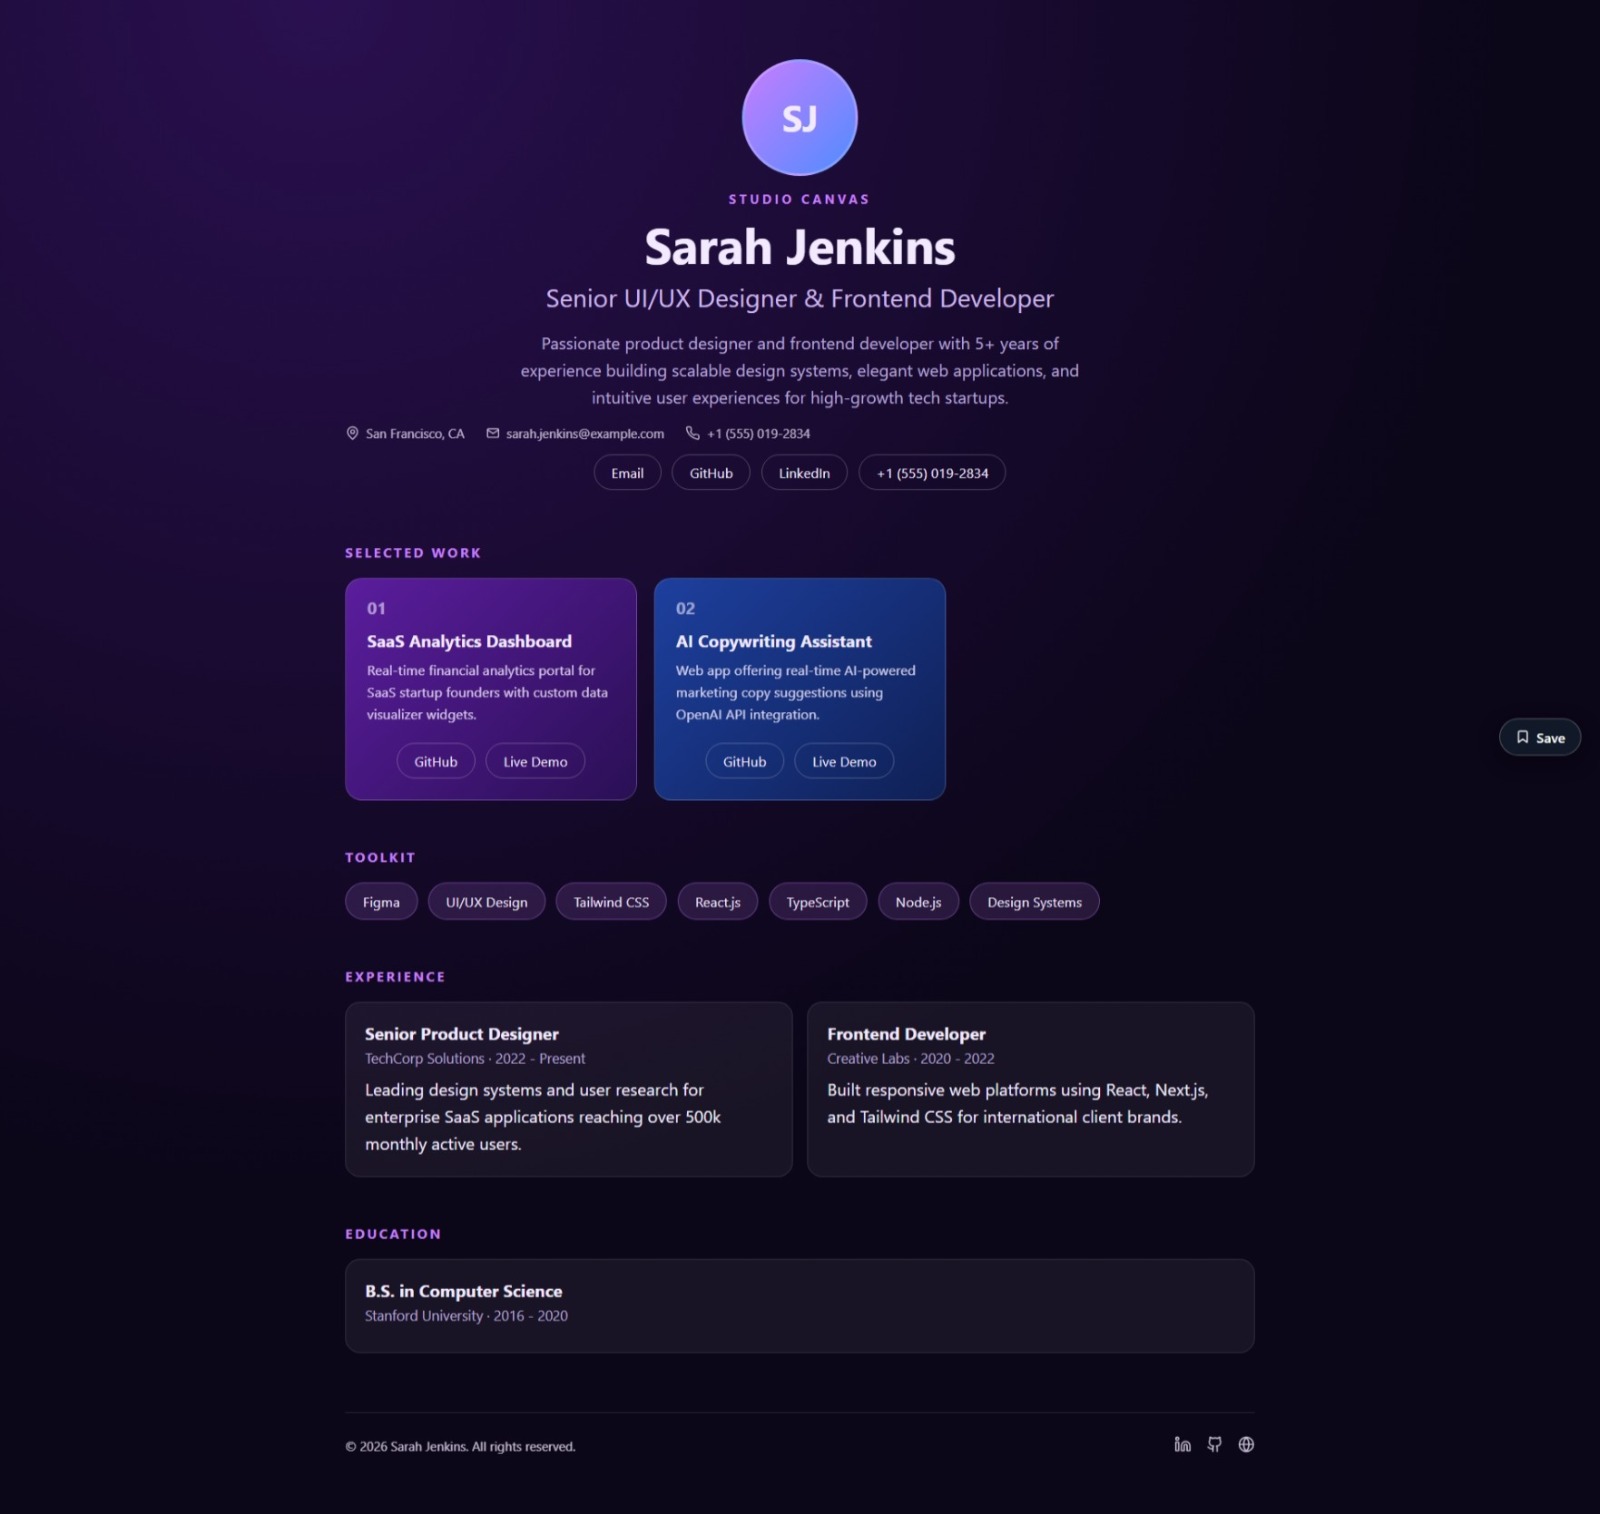 SJ
STUDIO CANVAS
Sarah Jenkins
Senior UI/UX Designer & Frontend Developer
Passionate product designer and frontend developer with 5+ years of
experience building scalable design systems, elegant web applications, and
intuitive user experiences for high-growth tech startups.
San Francisco, CA sarah.jenkins@example.com +1 (555) 019-2834
Email GitHub LinkedIn +1 (555) 019-2834
SELECTED WORK
01
SaaS Analytics Dashboard
Real-time financial analytics portal for
SaaS startup founders with custom data
visualizer widgets.
GitHub Live Demo
02
AI Copywriting Assistant
Web app offering real-time AI-powered
marketing copy suggestions using
OpenAI API integration.
GitHub Live Demo
Save
TOOLKIT
Figma UI/UX Design Tailwind CSS React.js TypeScript Node.js Design Systems
EXPERIENCE
Senior Product Designer
TechCorp Solutions · 2022 - Present
Leading design systems and user research for
enterprise SaaS applications reaching over 500k
monthly active users.
Frontend Developer
Creative Labs · 2020 - 2022
Built responsive web platforms using React, Next.js,
and Tailwind CSS for international client brands.
EDUCATION
B.S. in Computer Science
Stanford University · 2016 - 2020
© 2026 Sarah Jenkins. All rights reserved.